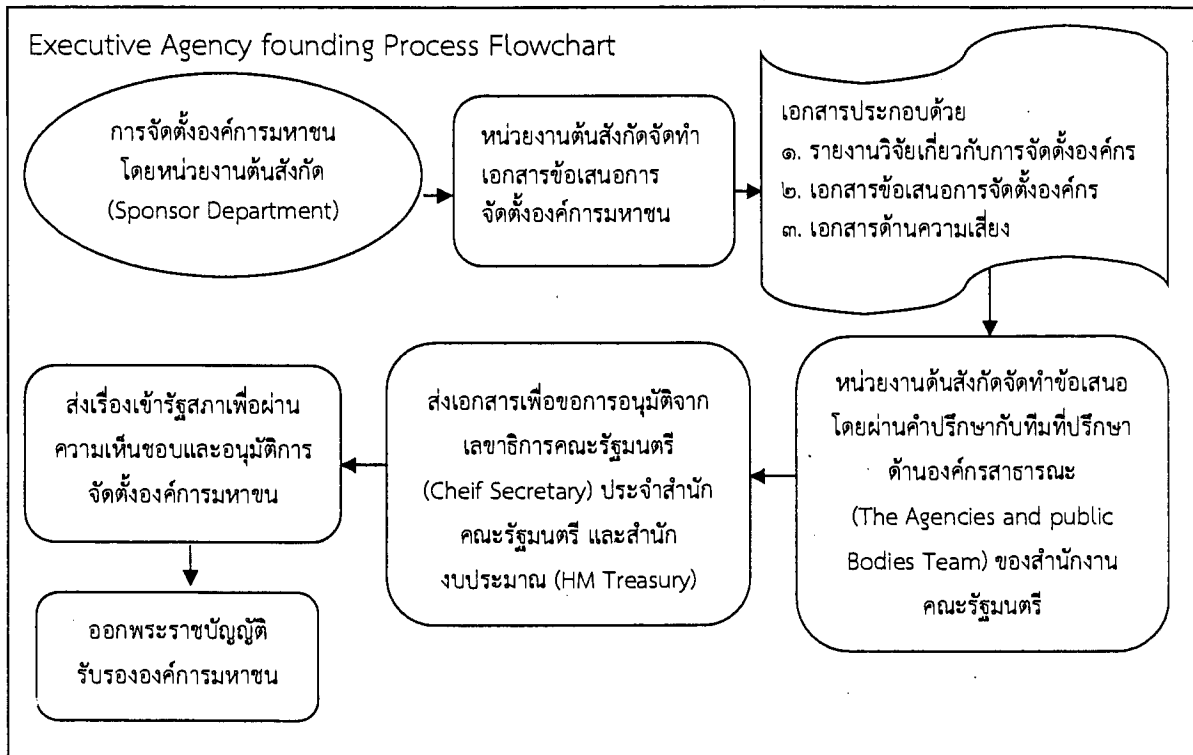 Executive Agency founding Process Flowchart
การจัดตั้งองค์การมหาชน
โดยหน่วยงานต้นสังกัด
(Sponsor Department)
หน่วยงานต้นสังกัดจัดทำ
เอกสารข้อเสนอการ
จัดตั้งองค์การมหาชน
เอกสารประกอบด้วย
๑. รายงานวิจัยเกี่ยวกับการจัดตั้งองค์กร
๒. เอกสารข้อเสนอการจัดตั้งองค์กร
๓. เอกสารด้านความเสี่ยง
หน่วยงานต้นสังกัดจัดทำข้อเสนอ
โดยผ่านคำปรึกษากับทีมที่ปรึกษา
ด้านองค์กรสาธารณะ
(The Agencies and public
Bodies Team) ของสำนักงาน
คณะรัฐมนตรี
ส่งเอกสารเพื่อขอการอนุมัติจาก
เลขาธิการคณะรัฐมนตรี
(Cheif Secretary) ประจำสำนัก
คณะรัฐมนตรี และสำนัก
งบประมาณ (HM Treasury)
ส่งเรื่องเข้ารัฐสภาเพื่อผ่าน
ความเห็นชอบและอนุมัติการ
จัดตั้งองค์การมหาชน
ออกพระราชบัญญัติ
รับรององค์การมหาชน